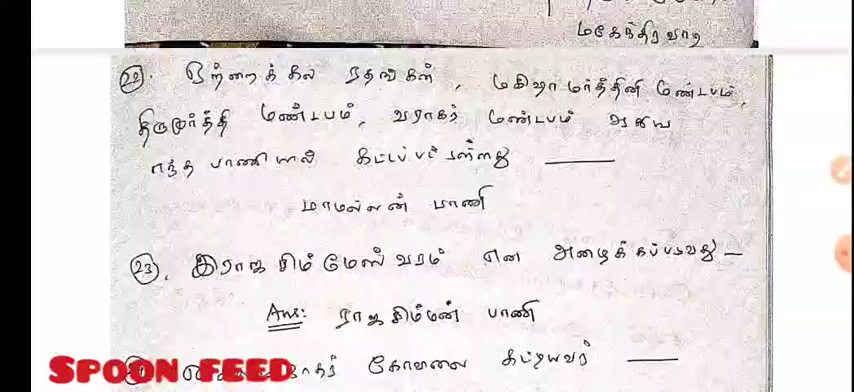 மகேந்திரவாடி
22. ஒற்றைக்கல் ரதங்கள், மகிஷாமர்த்தினி மண்டபம்,
திருமூர்த்தி மண்டபம், வராகர் மண்டபம் ஆகிய
எந்த பாணியால் கட்டப்பட்டுள்ளது ———
மாமல்லன் பாணி
23. இராஜசிம்மேஸ்வரம் என அழைக்கப்படுவது —
Ans: ராஜசிம்மன் பாணி
கோவிலை கட்டியவர் ——
SPOON FEED